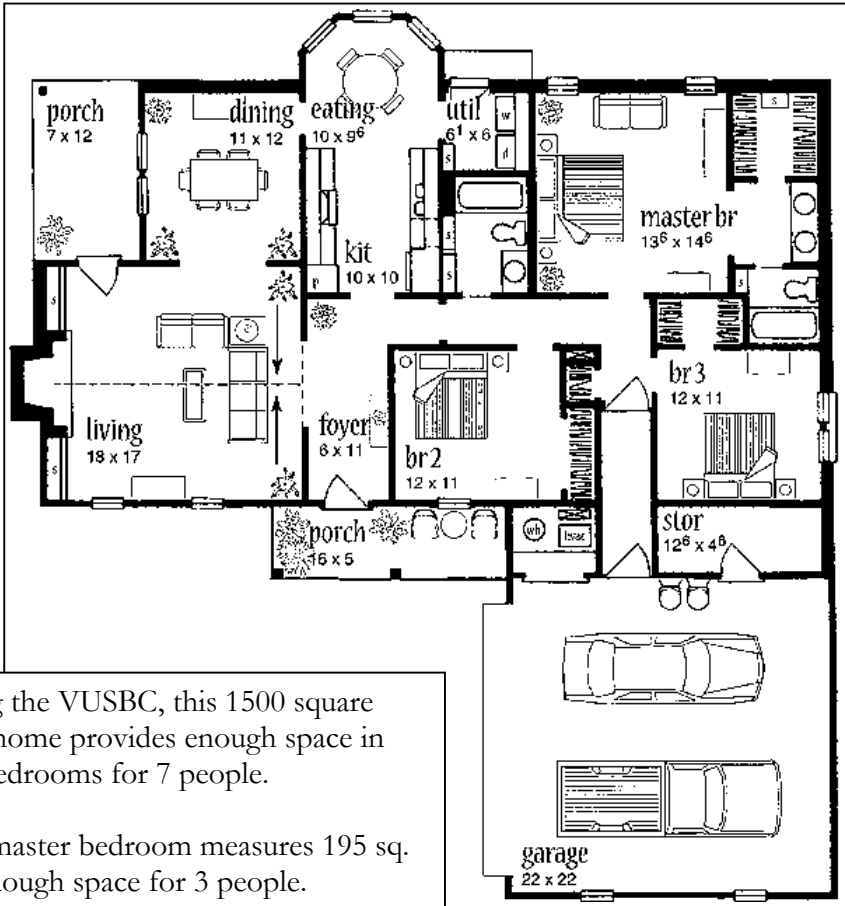 porch
7 x 12
dining
11 x 12
eating
10 x 9⁶
util
6¹ x 6
w
d
s
s
master br
13⁶ x 14⁶
kit
10 x 10
p
s
s
s
s
living
18 x 17
s
foyer
6 x 11
br 2
12 x 11
br 3
12 x 11
porch
16 x 5
wh
hvac
stor
12⁶ x 4⁶
garage
22 x 22
g the VUSBC, this 1500 square
home provides enough space in
edrooms for 7 people.
master bedroom measures 195 sq.
nough space for 3 people.